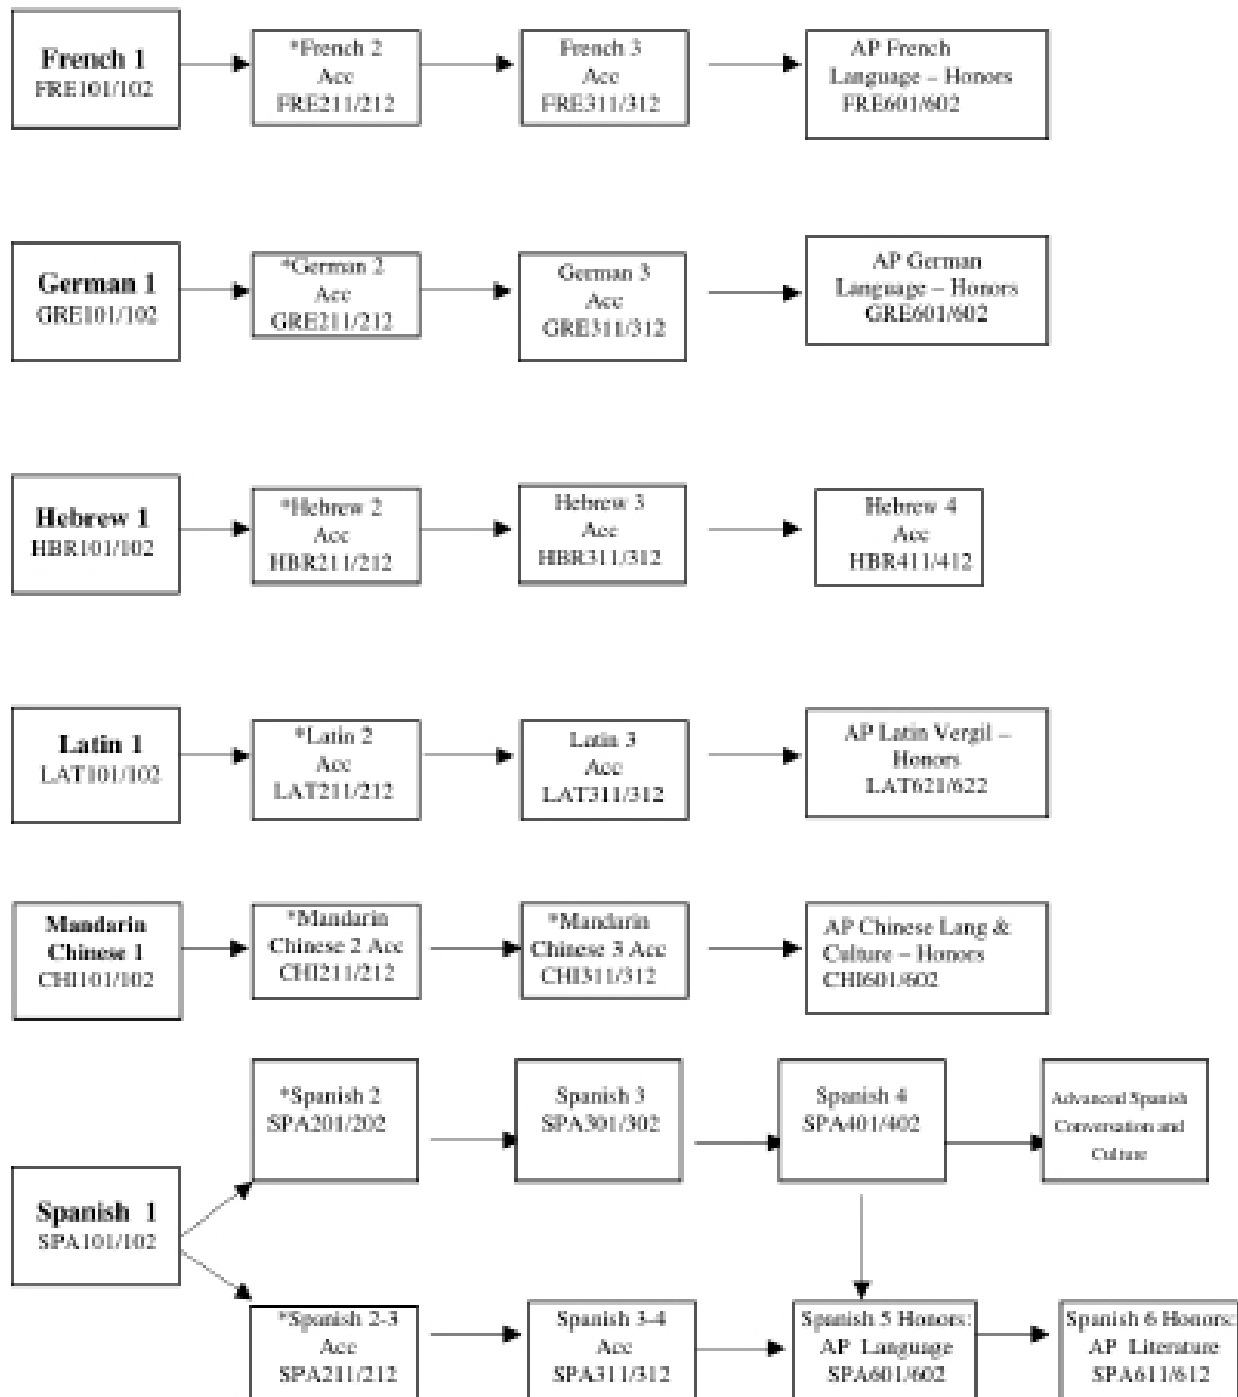 French 1
FRE101/102
*French 2
Acc
FRE211/212
French 3
Acc
FRE311/312
AP French
Language – Honors
FRE601/602
German 1
GRE101/102
*German 2
Acc
GRE211/212
German 3
Acc
GRE311/312
AP German
Language – Honors
GRE601/602
Hebrew 1
HBR101/102
*Hebrew 2
Acc
HBR211/212
Hebrew 3
Acc
HBR311/312
Hebrew 4
Acc
HBR411/412
Latin 1
LAT101/102
*Latin 2
Acc
LAT211/212
Latin 3
Acc
LAT311/312
AP Latin Vergil –
Honors
LAT621/622
Mandarin
Chinese 1
CHI101/102
*Mandarin
Chinese 2 Acc
CHI211/212
*Mandarin
Chinese 3 Acc
CHI311/312
AP Chinese Lang &
Culture – Honors
CHI601/602
Spanish 1
SPA101/102
*Spanish 2
SPA201/202
Spanish 3
SPA301/302
Spanish 4
SPA401/402
Advanced Spanish
Conversation and
Culture
*Spanish 2-3
Acc
SPA211/212
Spanish 3-4
Acc
SPA311/312
Spanish 5 Honors:
AP Language
SPA601/602
Spanish 6 Honors:
AP Literature
SPA611/612